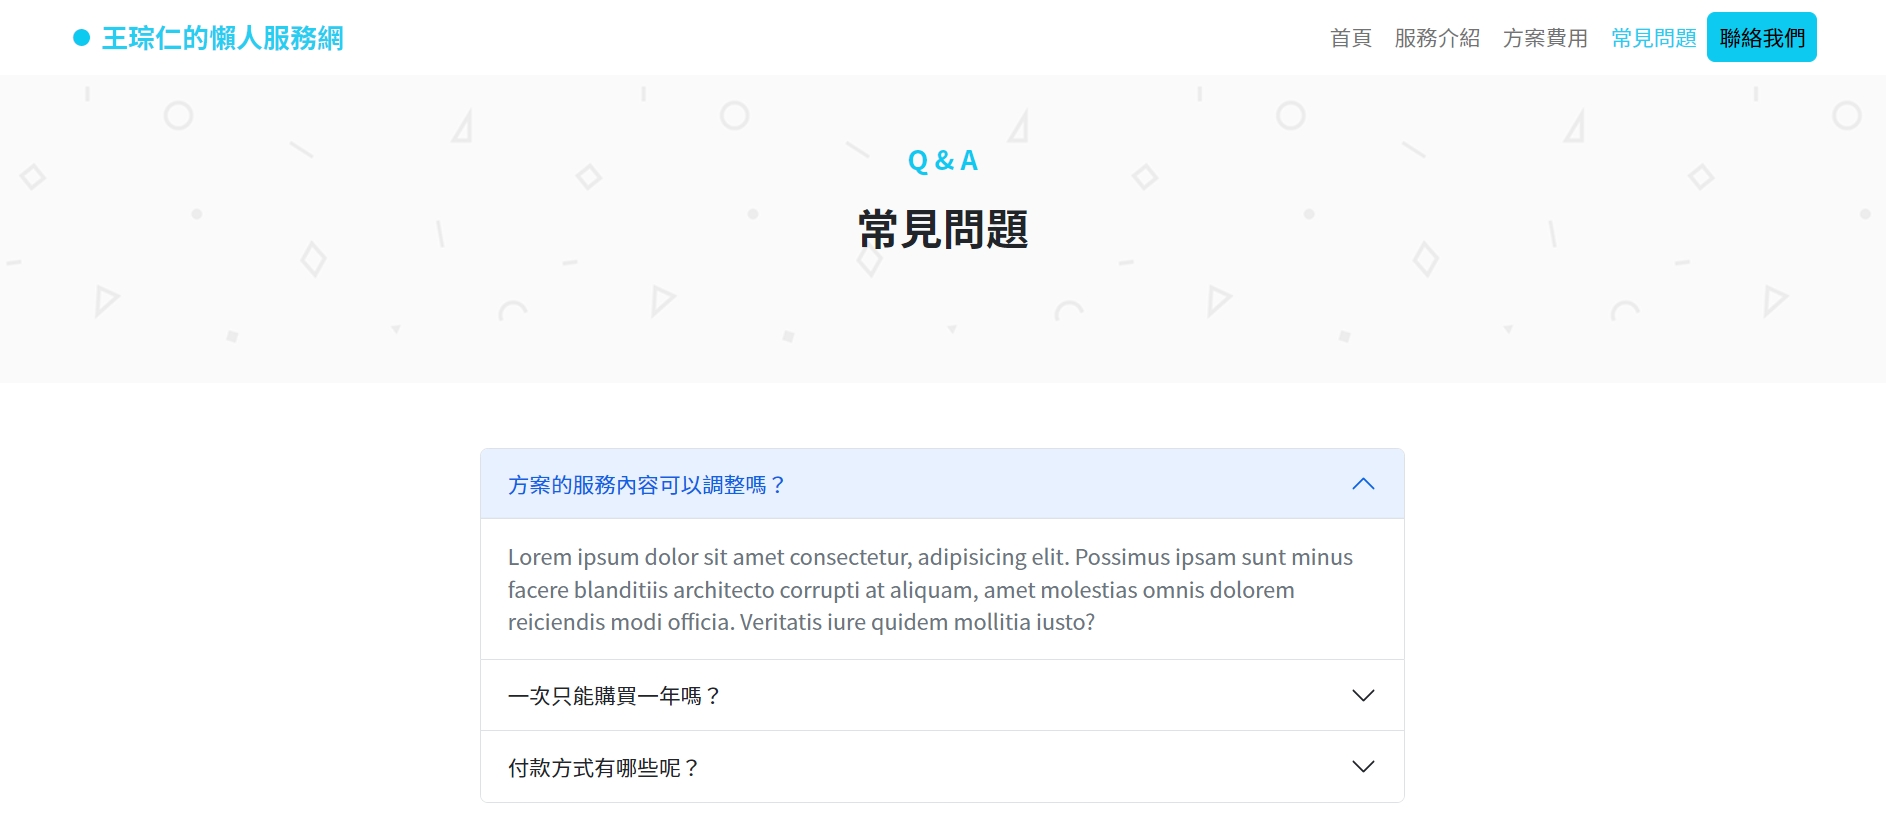 王琮仁的懶人服務網
首頁 服務介紹 方案費用 常見問題 聯絡我們
Q & A
常見問題
方案的服務內容可以調整嗎？
Lorem ipsum dolor sit amet consectetur, adipisicing elit. Possimus ipsam sunt minus
facere blanditiis architecto corrupti at aliquam, amet molestias omnis dolorem
reiciendis modi officia. Veritatis iure quidem mollitia iusto?
一次只能購買一年嗎？
付款方式有哪些呢？